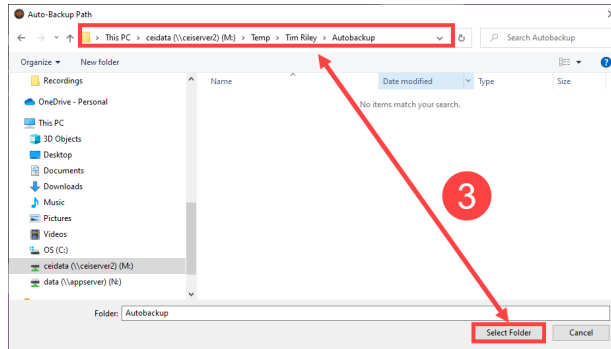 Auto-Backup Path
This PC > ceidata (\\ceiserver2) (M:) > Temp > Tim Riley > Autobackup
Search Autobackup
Organize
New folder
Name
Date modified
Type
Size
Recordings
No items match your search.
OneDrive - Personal
This PC
3D Objects
Desktop
Documents
Downloads
Music
Pictures
Videos
OS (C:)
ceidata (\\ceiserver2) (M:)
data (\\appserver) (N:)
3
Folder: Autobackup
Select Folder
Cancel